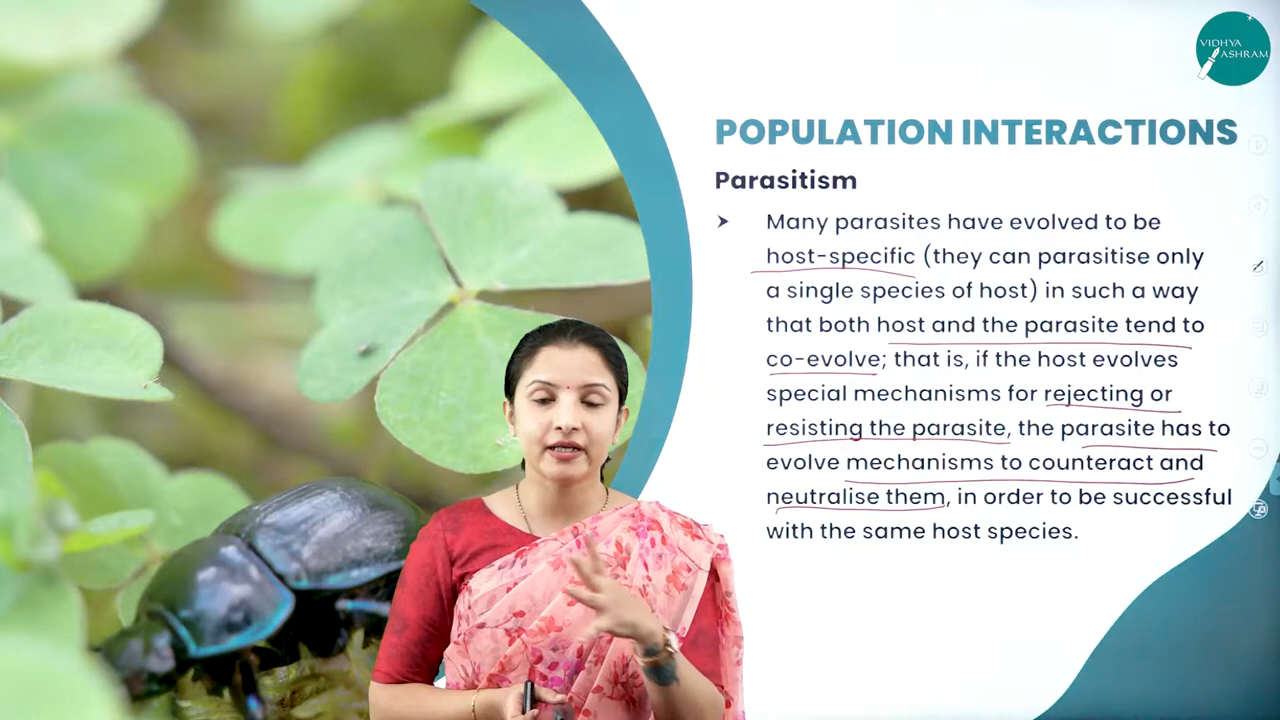 VIDHYA
ASHRAM
POPULATION INTERACTIONS
Parasitism
➤ Many parasites have evolved to be
host-specific (they can parasitise only
a single species of host) in such a way
that both host and the parasite tend to
co-evolve; that is, if the host evolves
special mechanisms for rejecting or
resisting the parasite, the parasite has to
evolve mechanisms to counteract and
neutralise them, in order to be successful
with the same host species.